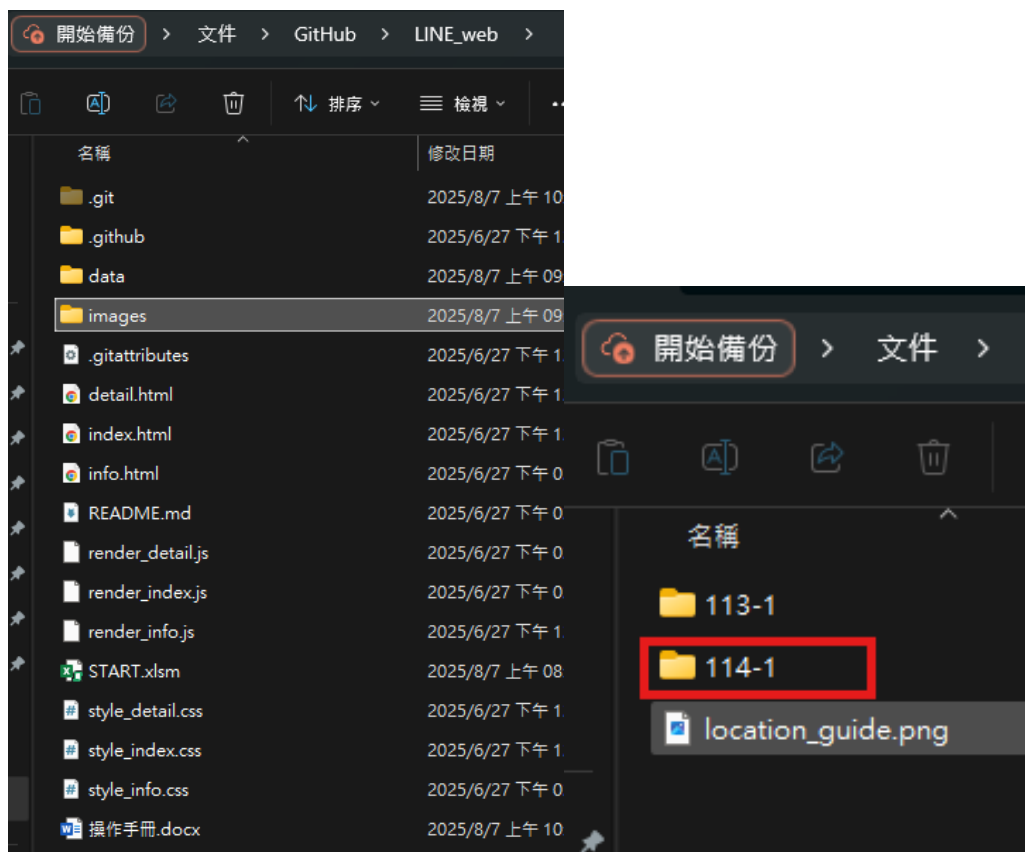 開始備份 > 文件 > GitHub > LINE_web >
排序 檢視
名稱 修改日期
.git 2025/8/7 上午 10
.github 2025/6/27 下午 1
data 2025/8/7 上午 09
images 2025/8/7 上午 09
.gitattributes 2025/6/27 下午 1
detail.html 2025/6/27 下午 1
index.html 2025/6/27 下午 1
info.html 2025/6/27 下午 0
README.md 2025/6/27 下午 0
render_detail.js 2025/6/27 下午 0
render_index.js 2025/6/27 下午 0
render_info.js 2025/6/27 下午 1
START.xlsm 2025/8/7 上午 08
style_detail.css 2025/6/27 下午 1
style_index.css 2025/6/27 下午 1
style_info.css 2025/6/27 下午 0
操作手冊.docx 2025/8/7 上午 10
開始備份 > 文件 >
名稱
113-1
114-1
location_guide.png